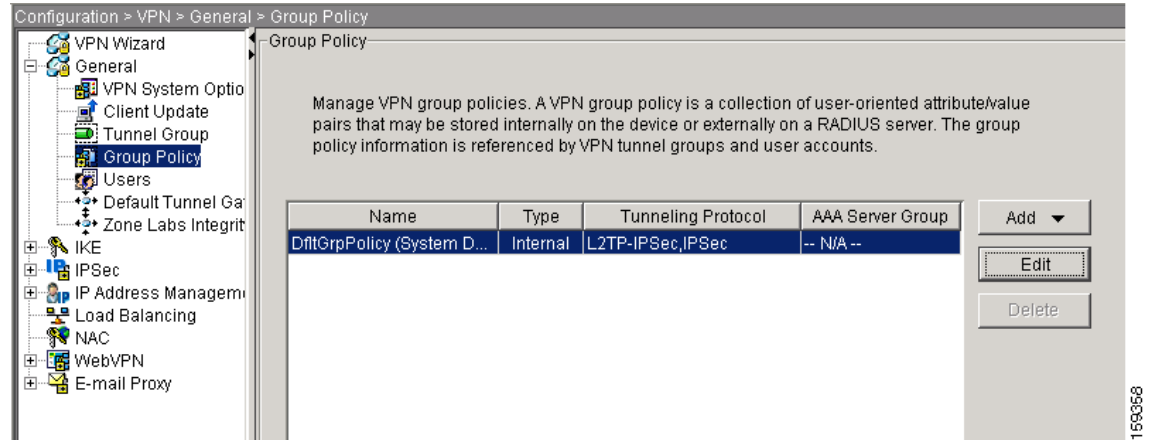 Configuration > VPN > General > Group Policy
VPN Wizard
General
VPN System Optio
Client Update
Tunnel Group
Group Policy
Users
Default Tunnel Ga
Zone Labs Integrit
IKE
IPSec
IP Address Managem
Load Balancing
NAC
WebVPN
E-mail Proxy
Group Policy
Manage VPN group policies. A VPN group policy is a collection of user-oriented attribute/value
pairs that may be stored internally on the device or externally on a RADIUS server. The group
policy information is referenced by VPN tunnel groups and user accounts.
Name Type Tunneling Protocol AAA Server Group
DfltGrpPolicy (System D... Internal L2TP-IPSec,IPSec -- N/A --
Add
Edit
Delete
159358